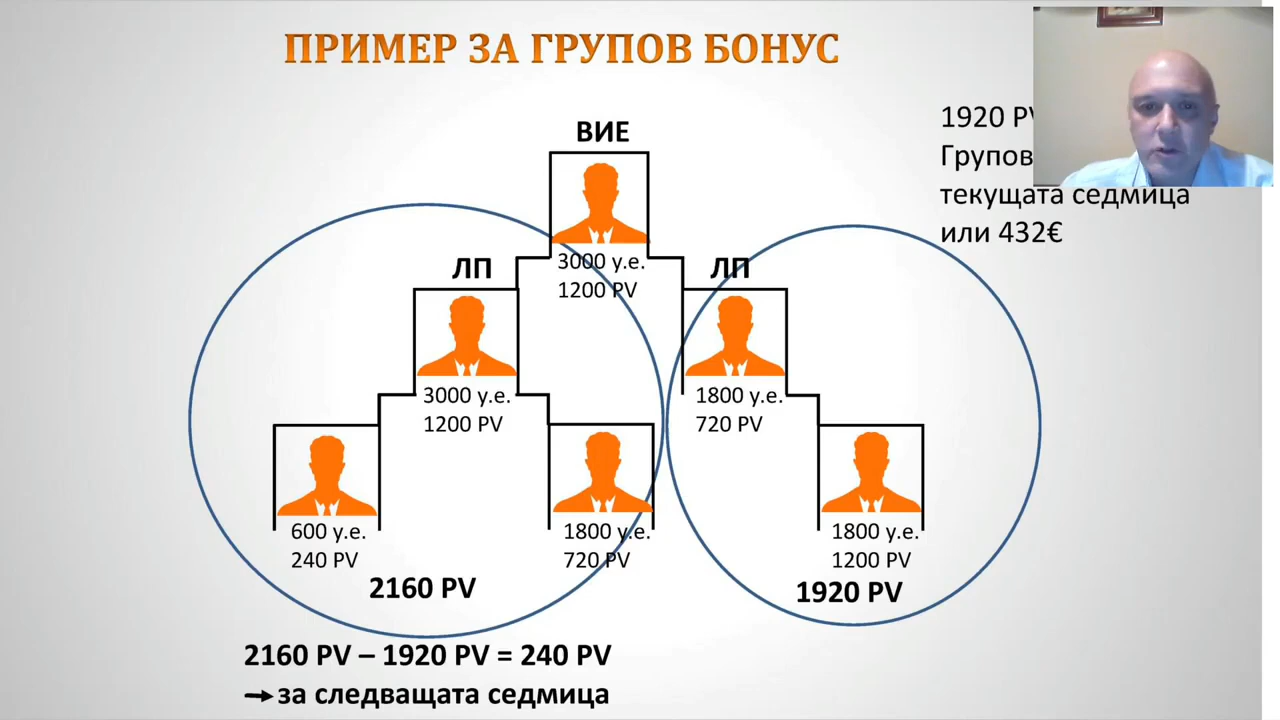 ПРИМЕР ЗА ГРУПОВ БОНУС
1920
Групов
текущата седмица
или 432€
ВИЕ
3000 у.е.
1200 PV
ЛП
3000 у.е.
1200 PV
ЛП
1800 у.е.
720 PV
600 у.е.
240 PV
1800 у.е.
720 PV
1800 у.е.
1200 PV
2160 PV
1920 PV
2160 PV – 1920 PV = 240 PV
→ за следващата седмица